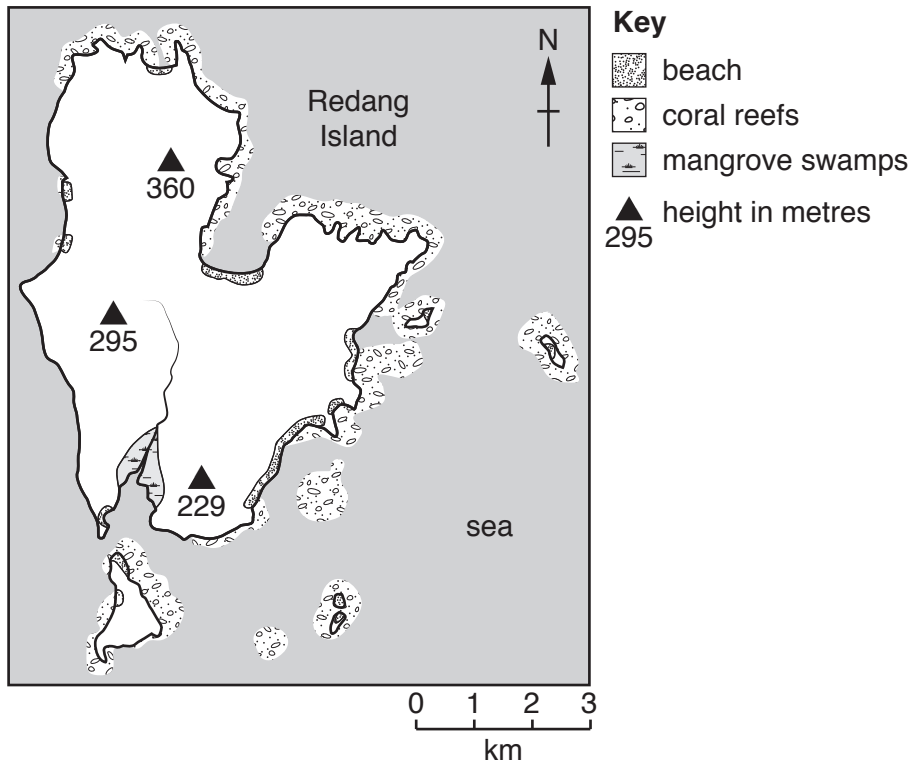 N
Redang
Island
360
295
229
sea
Key
beach
coral reefs
mangrove swamps
height in metres
295
0 1 2 3
km